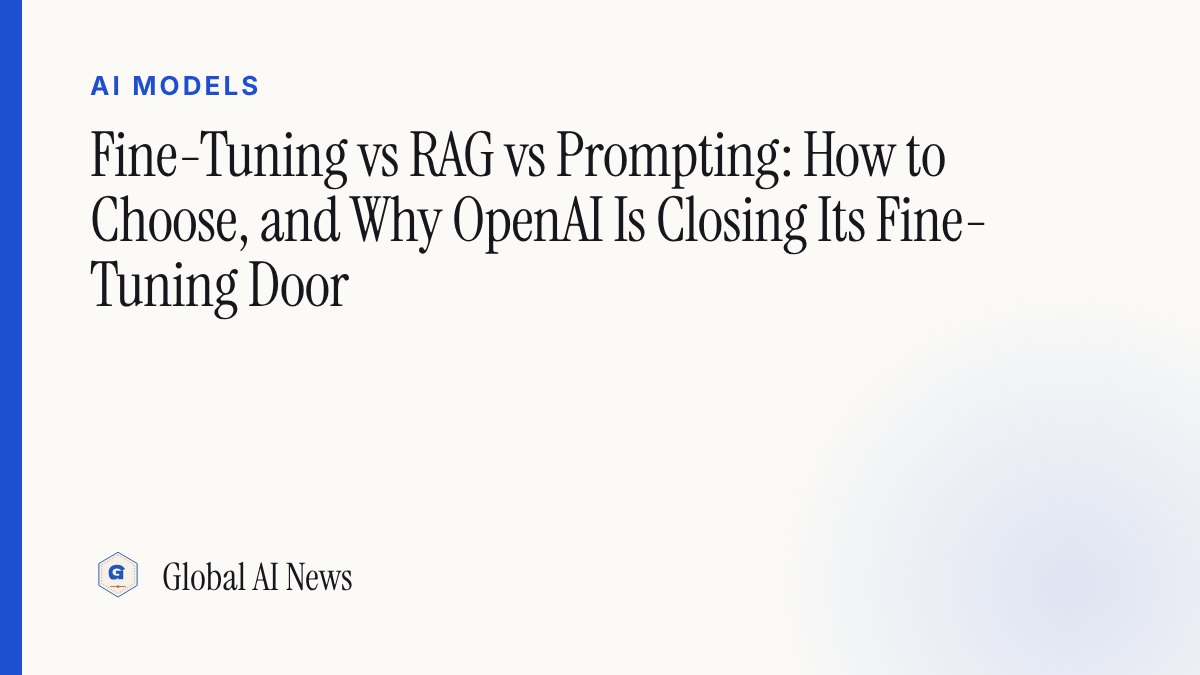 AI MODELS
Fine-Tuning vs RAG vs Prompting: How to
Choose, and Why OpenAI Is Closing Its Fine-
Tuning Door
G
Global AI News